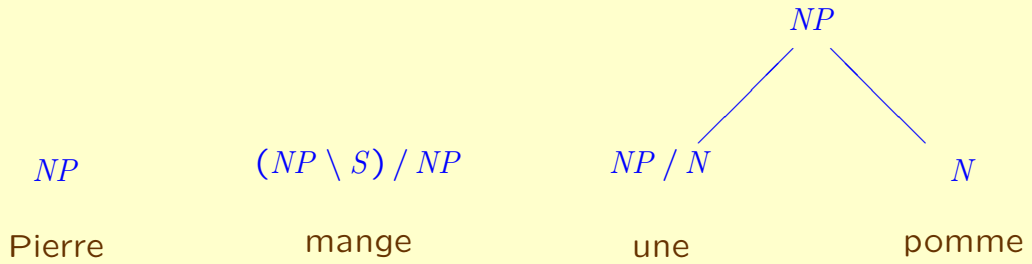 NP
NP (NP \ S) / NP NP / N N
Pierre mange une pomme